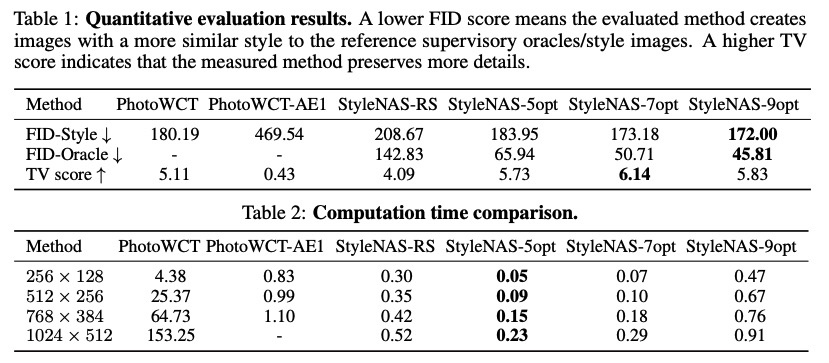 Table 1: Quantitative evaluation results. A lower FID score means the evaluated method creates
images with a more similar style to the reference supervisory oracles/style images. A higher TV
score indicates that the measured method preserves more details.
Method PhotoWCT PhotoWCT-AE1 StyleNAS-RS StyleNAS-5opt StyleNAS-7opt StyleNAS-9opt
FID-Style ↓ 180.19 469.54 208.67 183.95 173.18 172.00
FID-Oracle ↓ - - 142.83 65.94 50.71 45.81
TV score ↑ 5.11 0.43 4.09 5.73 6.14 5.83
Table 2: Computation time comparison.
Method PhotoWCT PhotoWCT-AE1 StyleNAS-RS StyleNAS-5opt StyleNAS-7opt StyleNAS-9opt
256 × 128 4.38 0.83 0.30 0.05 0.07 0.47
512 × 256 25.37 0.99 0.35 0.09 0.10 0.67
768 × 384 64.73 1.10 0.42 0.15 0.18 0.76
1024 × 512 153.25 - 0.52 0.23 0.29 0.91